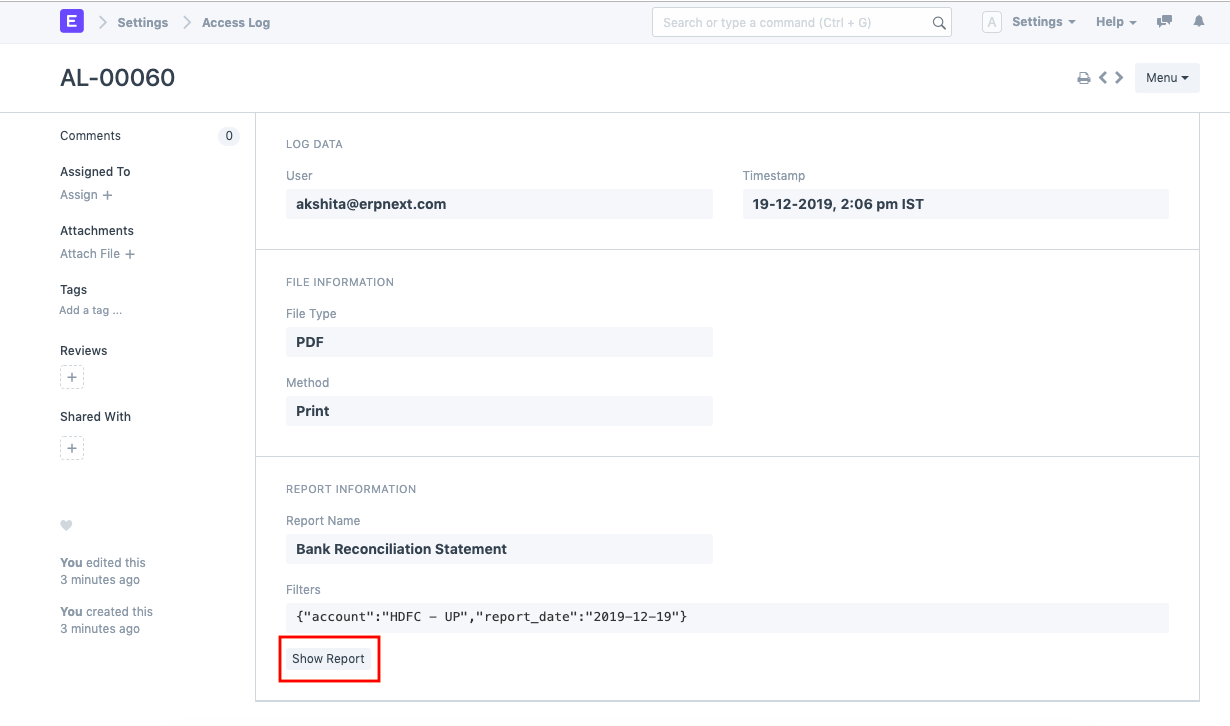 E Settings Access Log Search or type a command (Ctrl + G) A Settings Help
AL-00060 Menu
Comments 0
Assigned To
Assign +
Attachments
Attach File +
Tags
Add a tag ...
Reviews
+
Shared With
+
You edited this
3 minutes ago
You created this
3 minutes ago
LOG DATA
User Timestamp
akshita@erpnext.com 19-12-2019, 2:06 pm IST
FILE INFORMATION
File Type
PDF
Method
Print
REPORT INFORMATION
Report Name
Bank Reconciliation Statement
Filters
{"account":"HDFC - UP","report_date":"2019-12-19"}
Show Report